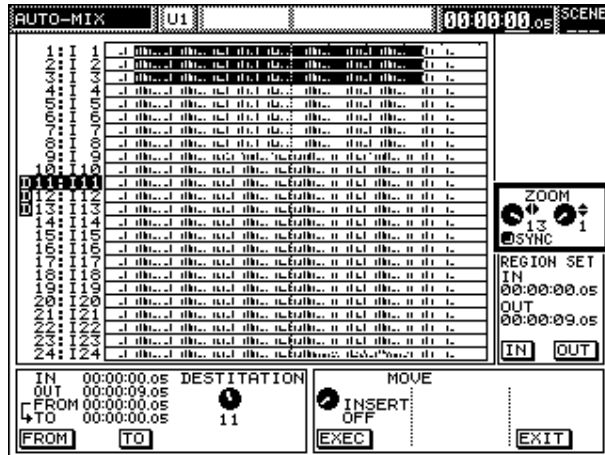 AUTO-MIX U1 00:00:00.05 SCENE
1:I 1
2:I 2
3:I 3
4:I 4
5:I 5
6:I 6
7:I 7
8:I 8
9:I 9
10:I10
D11:I11
D12:I12
D13:I13
14:I14
15:I15
16:I16
17:I17
18:I18
19:I19
20:I20
21:I21
22:I22
23:I23
24:I24
ZOOM
13 1
SYNC
REGION SET
IN
00:00:00.05
OUT
00:00:09.05
IN OUT
IN 00:00:00.05 DESTITATION MOVE
OUT 00:00:09.05
FROM 00:00:00.05 INSERT
TO 00:00:00.05 11 OFF
FROM TO EXEC EXIT